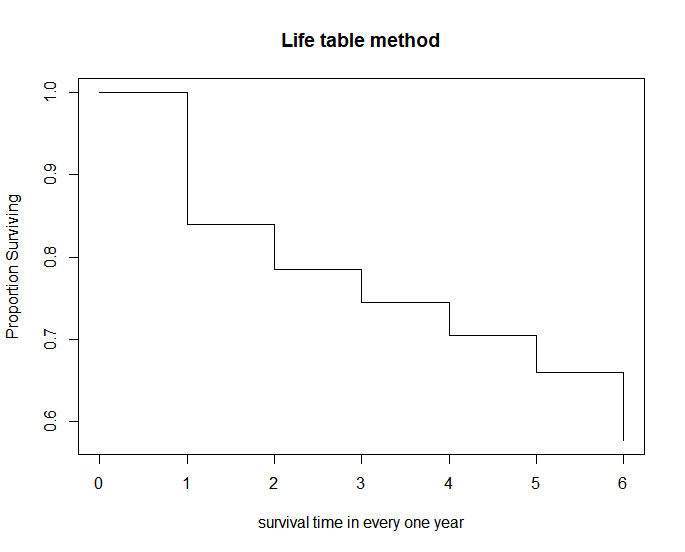 Life table method
Proportion Surviving
1.0
0.9
0.8
0.7
0.6
0 1 2 3 4 5 6
survival time in every one year